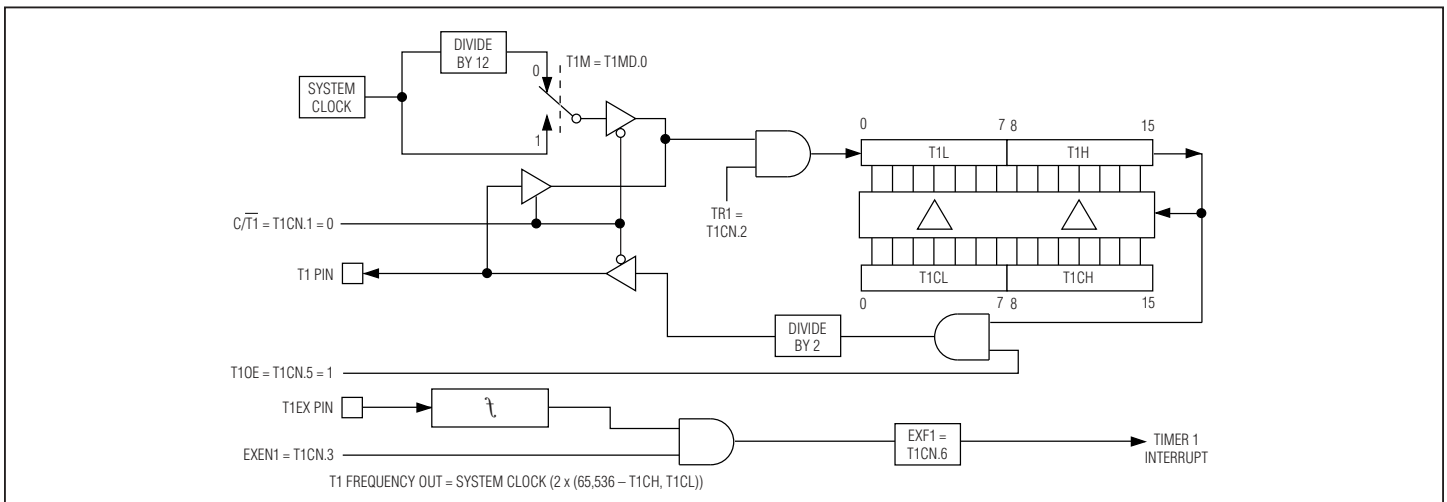 DIVIDE
BY 12
T1M = T1MD.0
0
SYSTEM
CLOCK
1
0
7 8
15
T1L
T1H
TR1 =
T1CN.2
C/T1 = T1CN.1 = 0
T1 PIN
T1CL
T1CH
0
7 8
15
DIVIDE
BY 2
T1OE = T1CN.5 = 1
T1EX PIN
EXF1 =
T1CN.6
TIMER 1
INTERRUPT
EXEN1 = T1CN.3
T1 FREQUENCY OUT = SYSTEM CLOCK (2 x (65,536 – T1CH, T1CL))